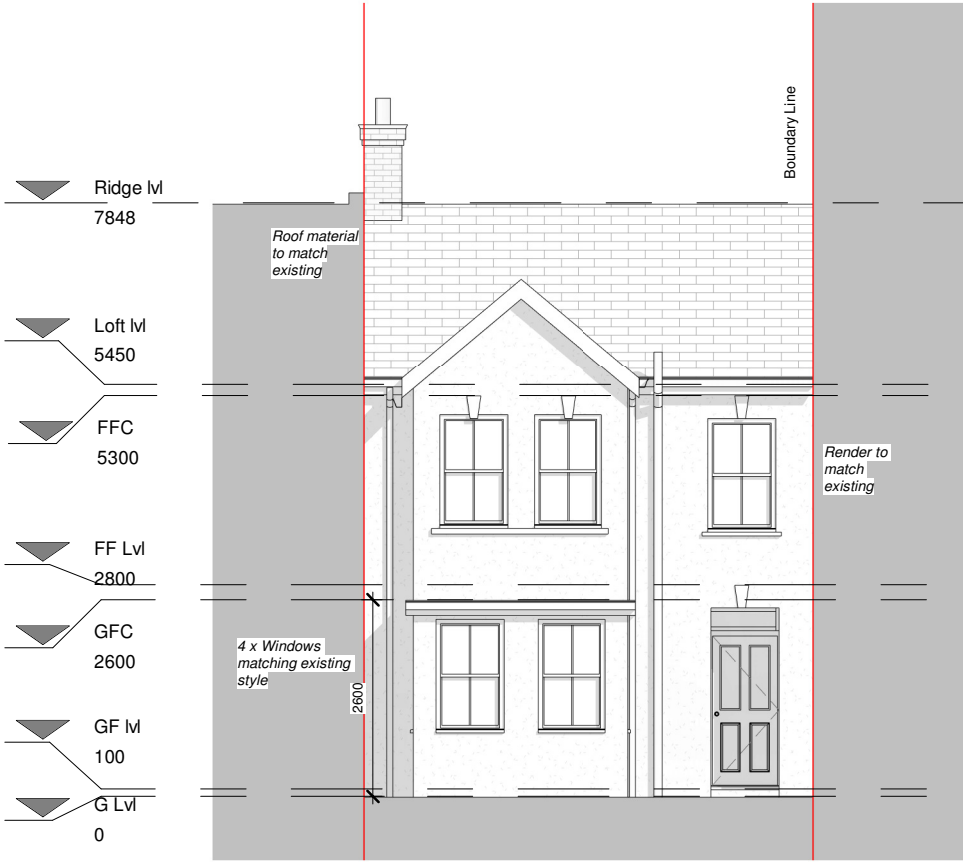 Boundary Line
Ridge lvl
7848
Roof material
to match
existing
Loft lvl
5450
FFC
5300
Render to
match
existing
FF Lvl
2800
GFC
2600
4 x Windows
matching existing
style
2600
GF lvl
100
G Lvl
0